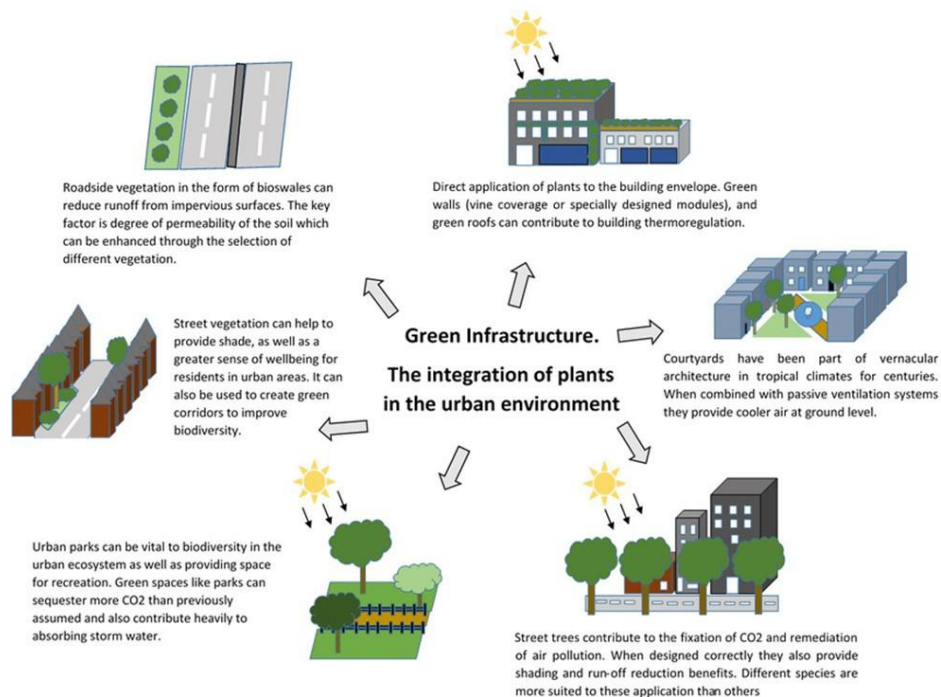 Roadside vegetation in the form of bioswales can
reduce runoff from impervious surfaces. The key
factor is degree of permeability of the soil which
can be enhanced through the selection of
different vegetation.
Direct application of plants to the building envelope. Green
walls (vine coverage or specially designed modules), and
green roofs can contribute to building thermoregulation.
Street vegetation can help to
provide shade, as well as a
greater sense of wellbeing for
residents in urban areas. It can
also be used to create green
corridors to improve
biodiversity.
Green Infrastructure.
The integration of plants
in the urban environment
Courtyards have been part of vernacular
architecture in tropical climates for centuries.
When combined with passive ventilation systems
they provide cooler air at ground level.
Urban parks can be vital to biodiversity in the
urban ecosystem as well as providing space
for recreation. Green spaces like parks can
sequester more CO2 than previously
assumed and also contribute heavily to
absorbing storm water.
Street trees contribute to the fixation of CO2 and remediation
of air pollution. When designed correctly they also provide
shading and run-off reduction benefits. Different species are
more suited to these application than others